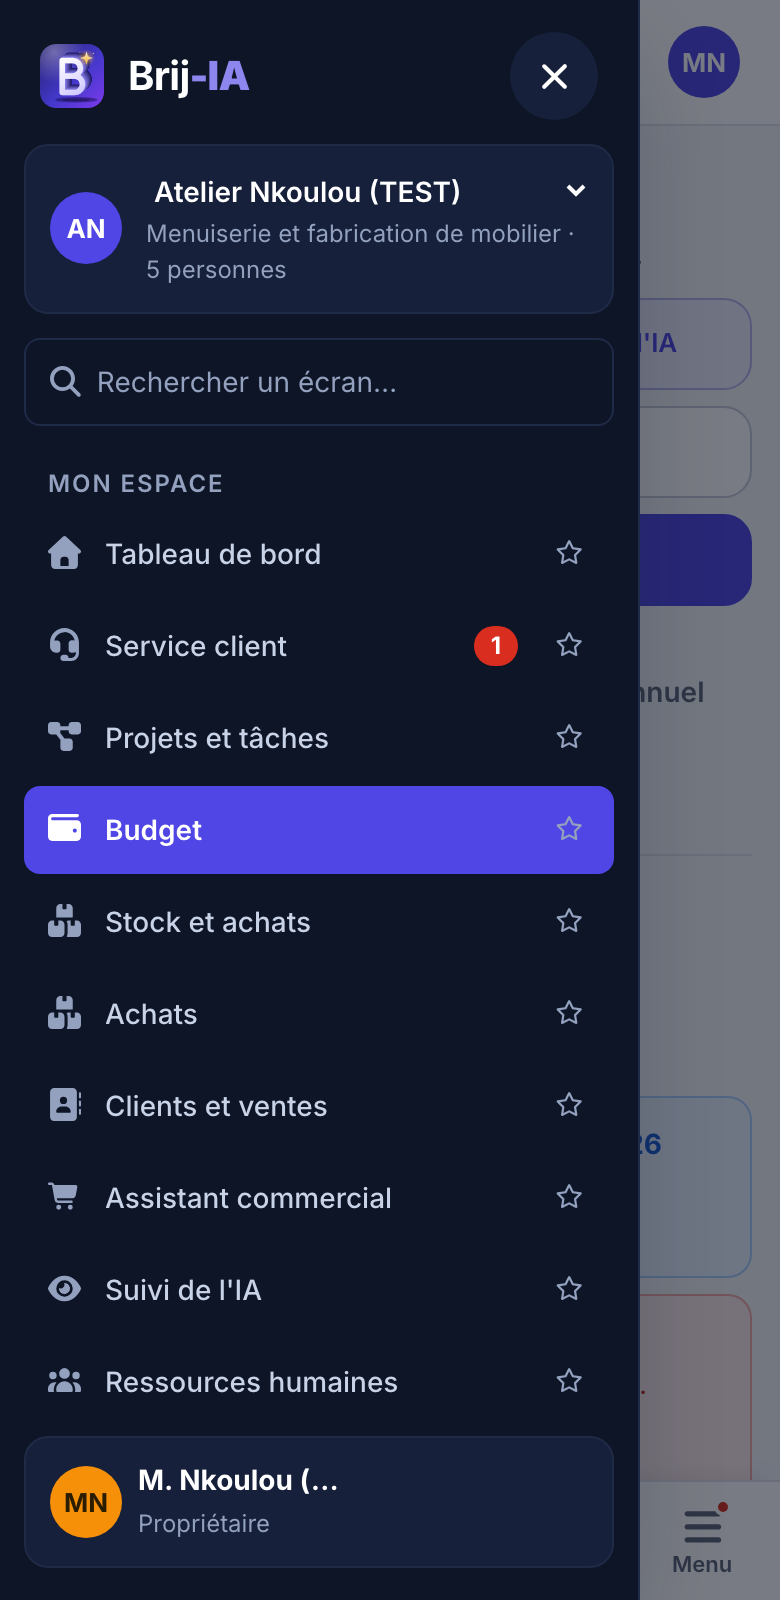 Brij-IA
MN
AN
Atelier Nkoulou (TEST)
Menuiserie et fabrication de mobilier ·
5 personnes
Rechercher un écran...
MON ESPACE
Tableau de bord
Service client
1
Projets et tâches
Budget
Stock et achats
Achats
Clients et ventes
Assistant commercial
Suivi de l'IA
Ressources humaines
MN
M. Nkoulou (...
Propriétaire
Menu